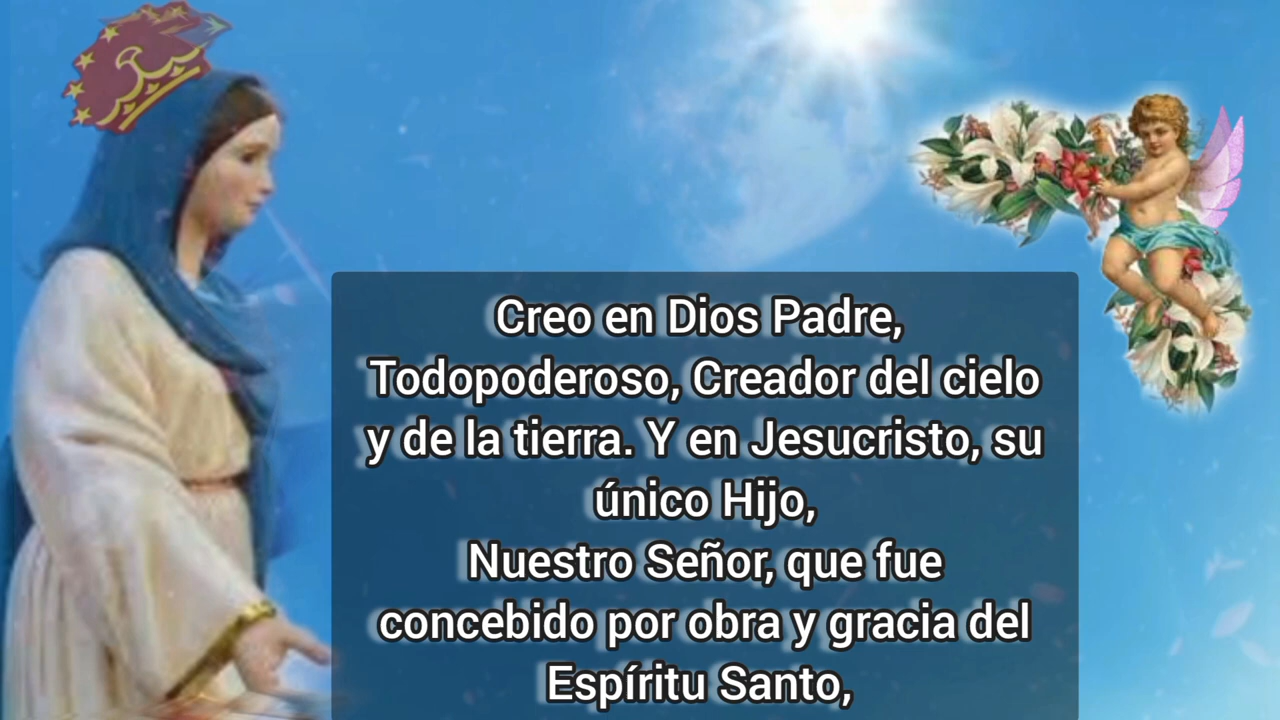 Creo en Dios Padre,
Todopoderoso, Creador del cielo
y de la tierra. Y en Jesucristo, su
único Hijo,
Nuestro Señor, que fue
concebido por obra y gracia del
Espíritu Santo,